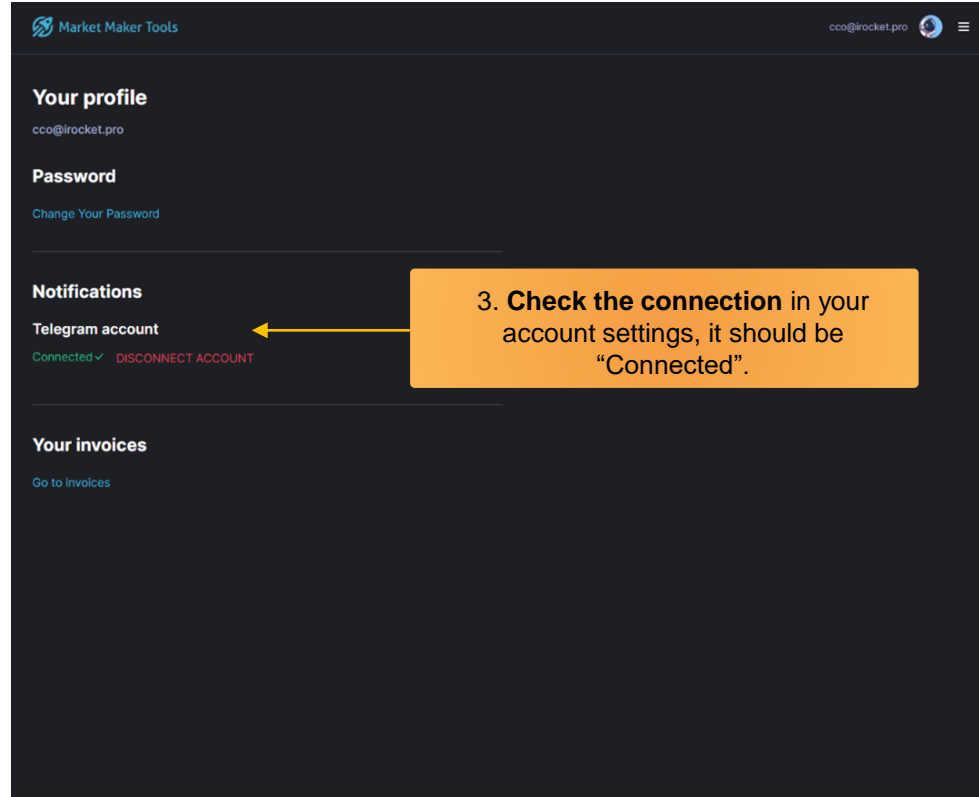 Market Maker Tools
cco@irocket.pro
Your profile
cco@irocket.pro
Password
Change Your Password
Notifications
Telegram account
Connected✓ DISCONNECT ACCOUNT
3. Check the connection in your
account settings, it should be
“Connected”.
Your invoices
Go to invoices